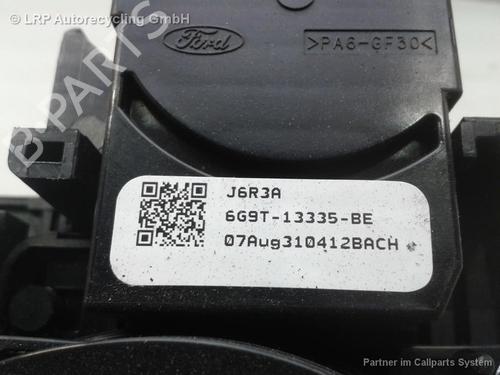 LRP Autorecycling GmbH
Ford
>PA6-GF30<
J6R3A
6G9T-13335-BE
07Aug310412BACH
Partner im Callparts System